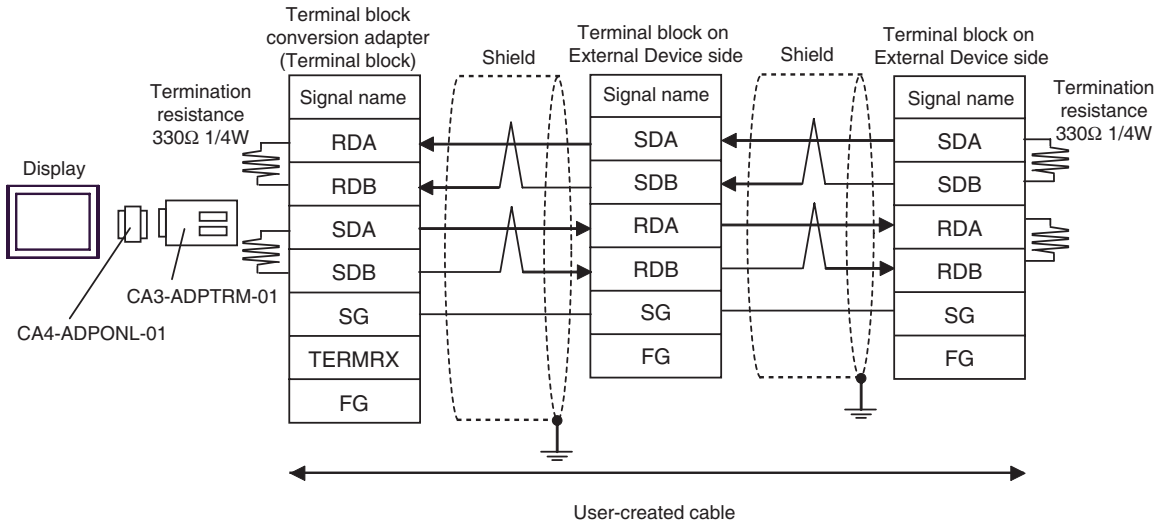 Terminal block
conversion adapter
(Terminal block)
Shield
Terminal block on
External Device side
Shield
Terminal block on
External Device side
Termination
resistance
330Ω 1/4W
Termination
resistance
330Ω 1/4W
Display
CA4-ADPONL-01
CA3-ADPTRM-01
Signal name
RDA
RDB
SDA
SDB
SG
TERMRX
FG
Signal name
SDA
SDB
RDA
RDB
SG
FG
Signal name
SDA
SDB
RDA
RDB
SG
FG
User-created cable